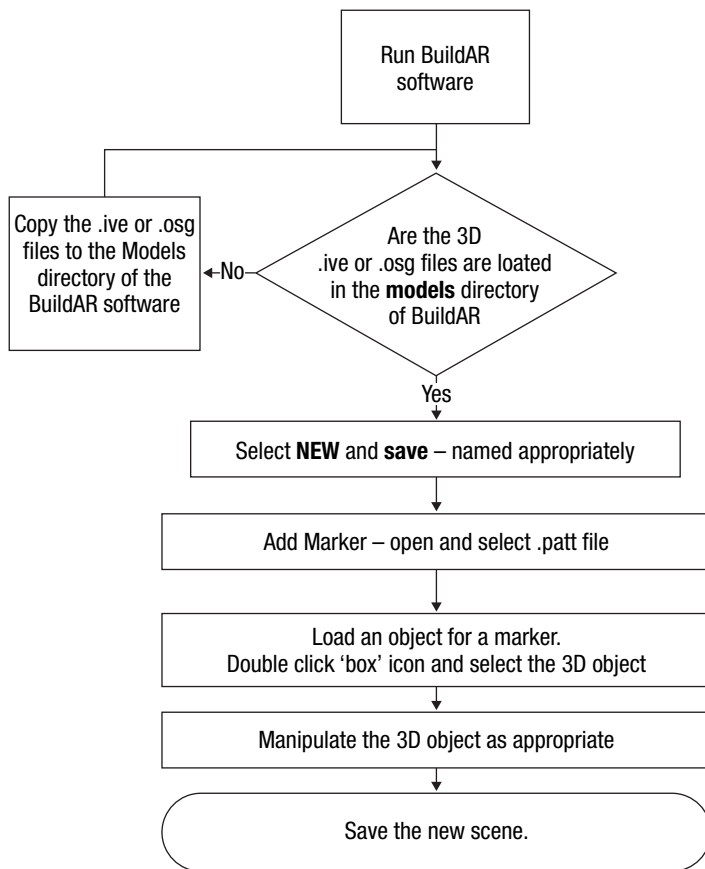 Run BuildAR
software
Copy the .ive or .osg
files to the Models
directory of the
BuildAR software
No
Are the 3D
.ive or .osg files are loated
in the models directory
of BuildAR
Yes
Select NEW and save – named appropriately
Add Marker – open and select .patt file
Load an object for a marker.
Double click ‘box’ icon and select the 3D object
Manipulate the 3D object as appropriate
Save the new scene.